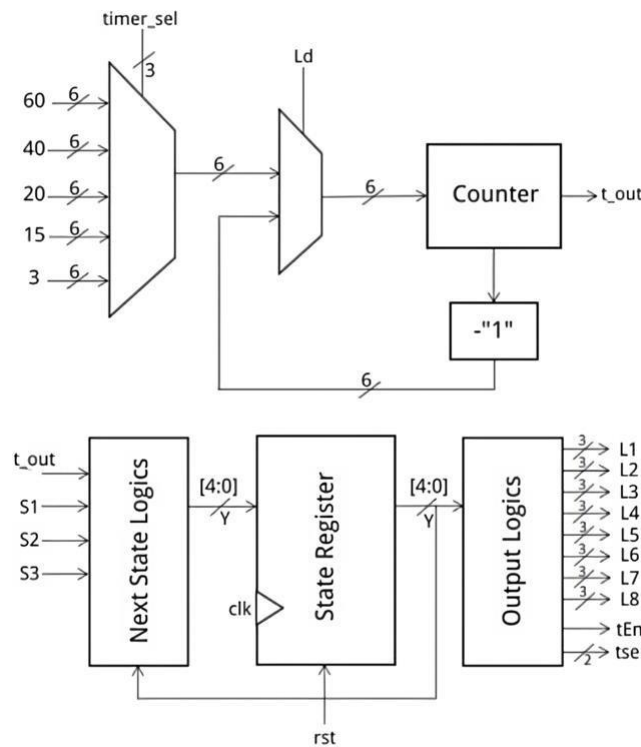 timer_sel
3
Ld
60 6
40 6
20 6
15 6
3 6
6
6
Counter
t_out
-"1"
6
t_out
S1
S2
S3
Next State Logics
[4:0]
Y
clk
State Register
[4:0]
Y
Output Logics
3 L1
3 L2
3 L3
3 L4
3 L5
3 L6
3 L7
3 L8
tEn
2 tse
rst